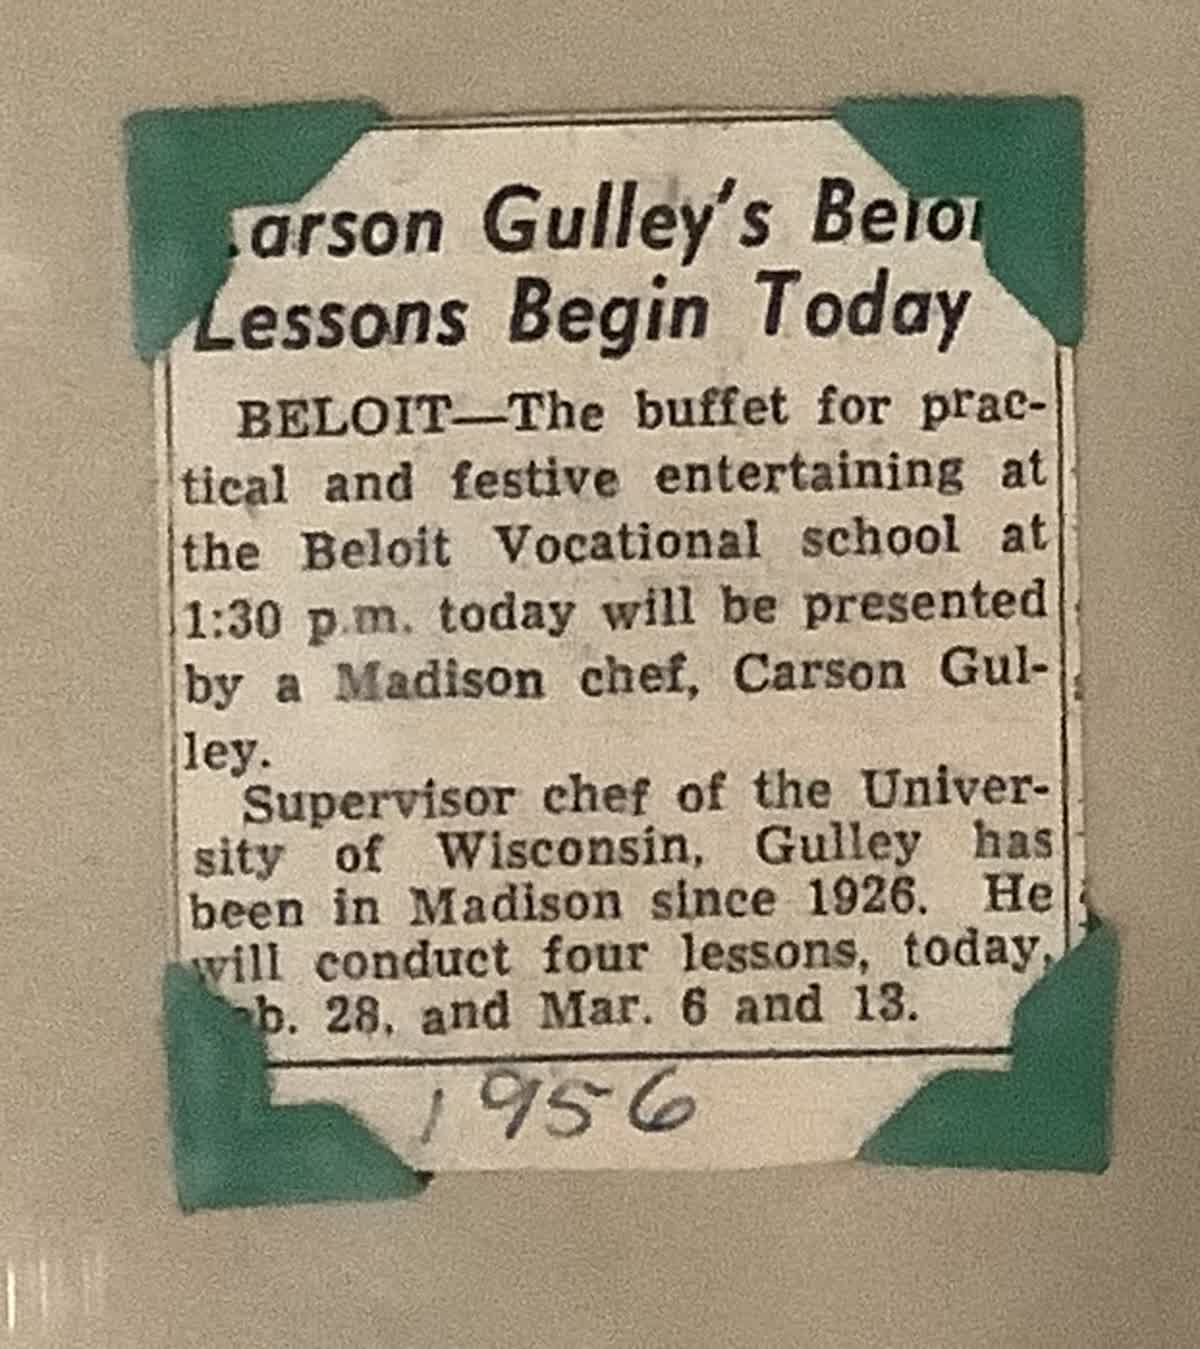 arson Gulley's Beloi
Lessons Begin Today
BELOIT—The buffet for prac-
tical and festive entertaining at
the Beloit Vocational school at
1:30 p.m. today will be presented
by a Madison chef, Carson Gul-
ley.
Supervisor chef of the Univer-
sity of Wisconsin, Gulley has
been in Madison since 1926. He
will conduct four lessons, today,
eb. 28, and Mar. 6 and 13.
1956